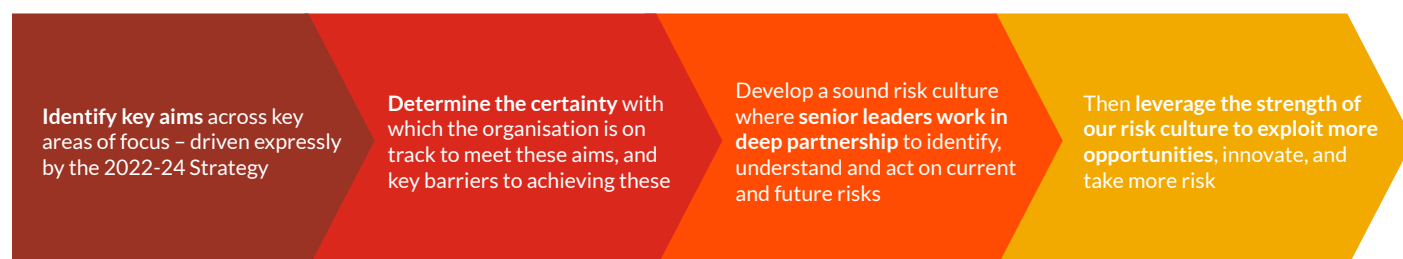 Identify key aims across key
areas of focus – driven expressly
by the 2022-24 Strategy
Determine the certainty with
which the organisation is on
track to meet these aims, and
key barriers to achieving these
Develop a sound risk culture
where senior leaders work in
deep partnership to identify,
understand and act on current
and future risks
Then leverage the strength of
our risk culture to exploit more
opportunities, innovate, and
take more risk